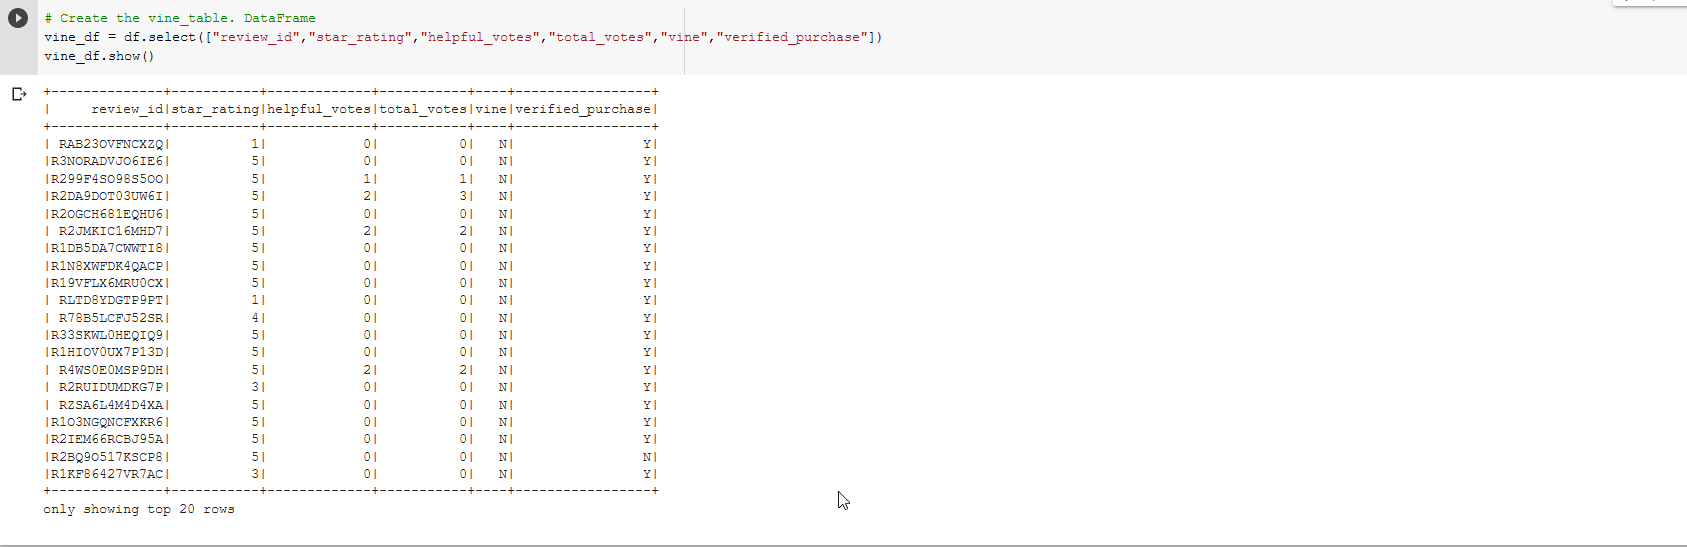 # Create the vine_table. DataFrame
vine_df = df.select(["review_id","star_rating","helpful_votes","total_votes","vine","verified_purchase"])
vine_df.show()
+--------------+-----------+-------------+-----------+----+-----------------+
|     review_id|star_rating|helpful_votes|total_votes|vine|verified_purchase|
+--------------+-----------+-------------+-----------+----+-----------------+
| RAB23OVFNCXZQ|          1|            0|          0|   N|                Y|
|R3NORADVJO6IE6|          5|            0|          0|   N|                Y|
|R299F4SO98S5OO|          5|            1|          1|   N|                Y|
|R2DA9DOT03UW6I|          5|            2|          3|   N|                Y|
|R2OGCH681EQHU6|          5|            0|          0|   N|                Y|
| R2JMKIC16MHD7|          5|            2|          2|   N|                Y|
|R1DB5DA7CWWTI8|          5|            0|          0|   N|                Y|
|R1N8XWFDK4QACP|          5|            0|          0|   N|                Y|
|R19VFLX6MRU0CX|          5|            0|          0|   N|                Y|
| RLTD8YDGTP9PT|          1|            0|          0|   N|                Y|
| R78B5LCFJ52SR|          4|            0|          0|   N|                Y|
|R33SKWL0HEQIQ9|          5|            0|          0|   N|                Y|
|R1HIOV0UX7P13D|          5|            0|          0|   N|                Y|
| R4WS0E0MSP9DH|          5|            2|          2|   N|                Y|
| R2RUIDUMDKG7P|          3|            0|          0|   N|                Y|
| RZSA6L4M4D4XA|          5|            0|          0|   N|                Y|
|R1O3NGQNCFXKR6|          5|            0|          0|   N|                Y|
|R2IEM66RCBJ95A|          5|            0|          0|   N|                Y|
|R2BQ9O517KSCP8|          5|            0|          0|   N|                N|
|R1KF86427VR7AC|          3|            0|          0|   N|                Y|
+--------------+-----------+-------------+-----------+----+-----------------+
only showing top 20 rows